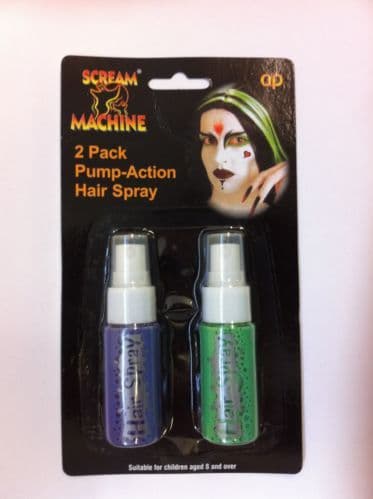 SCREAM®
MACHINE
ap
2 Pack
Pump-Action
Hair Spray
Hair Spray
Hair Spray
Suitable for children aged 8 and over